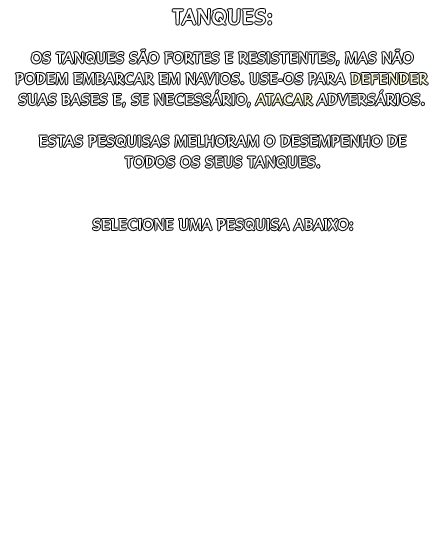 TANQUES:
OS TANQUES SÃO FORTES E RESISTENTES, MAS NÃO
PODEM EMBARCAR EM NAVIOS. USE-OS PARA DEFENDER
SUAS BASES E, SE NECESSÁRIO, ATACAR ADVERSÁRIOS.
ESTAS PESQUISAS MELHORAM O DESEMPENHO DE
TODOS OS SEUS TANQUES.
SELECIONE UMA PESQUISA ABAIXO: